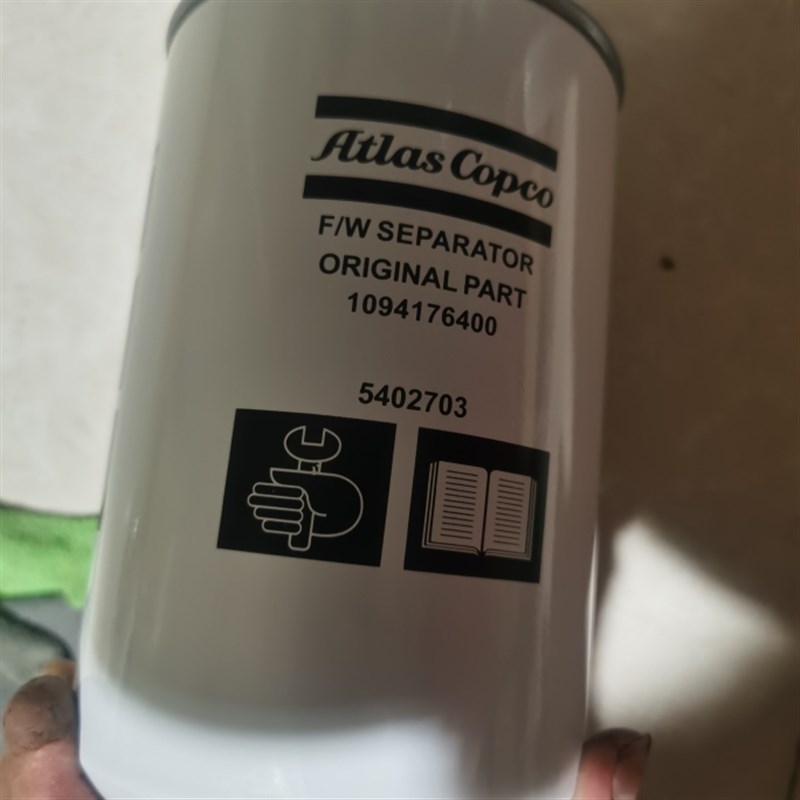 Atlas Copco
F/W SEPARATOR
ORIGINAL PART
1094176400
5402703